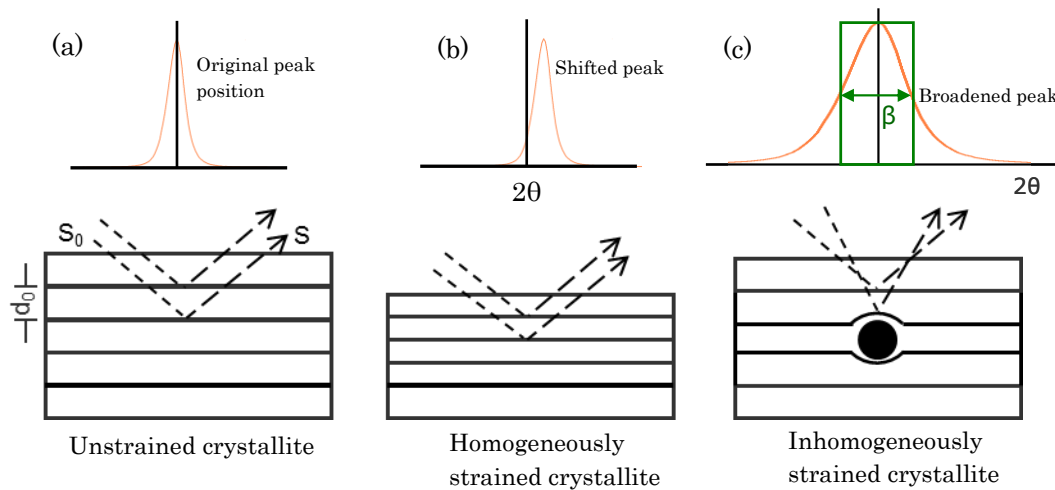 (a)
Original peak
position
(b)
Shifted peak
2θ
(c)
Broadened peak
β
2θ
S₀
S
d₀
Unstrained crystallite
Homogeneously
strained crystallite
Inhomogeneously
strained crystallite